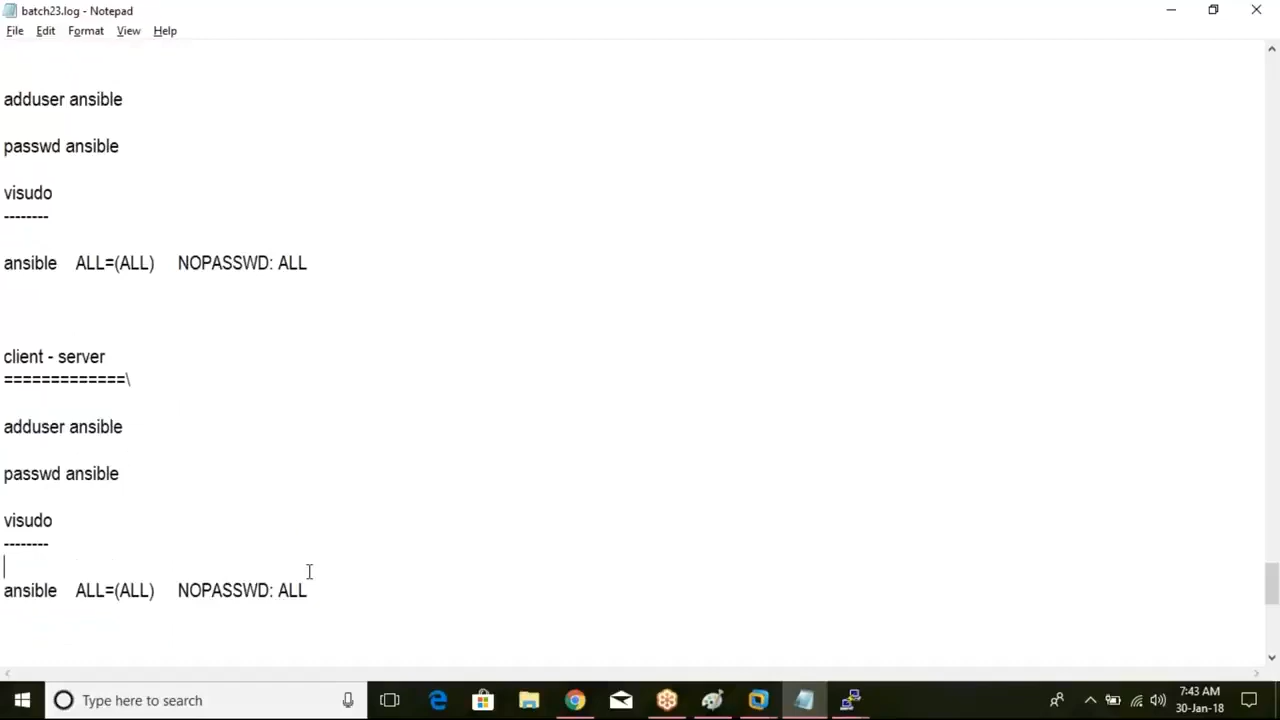 batch23.log - Notepad
File Edit Format View Help
adduser ansible
passwd ansible
visudo
--------
ansible ALL=(ALL) NOPASSWD: ALL
client - server
=============\
adduser ansible
passwd ansible
visudo
--------
ansible ALL=(ALL) NOPASSWD: ALL
Type here to search
7:43 AM
30-Jan-18